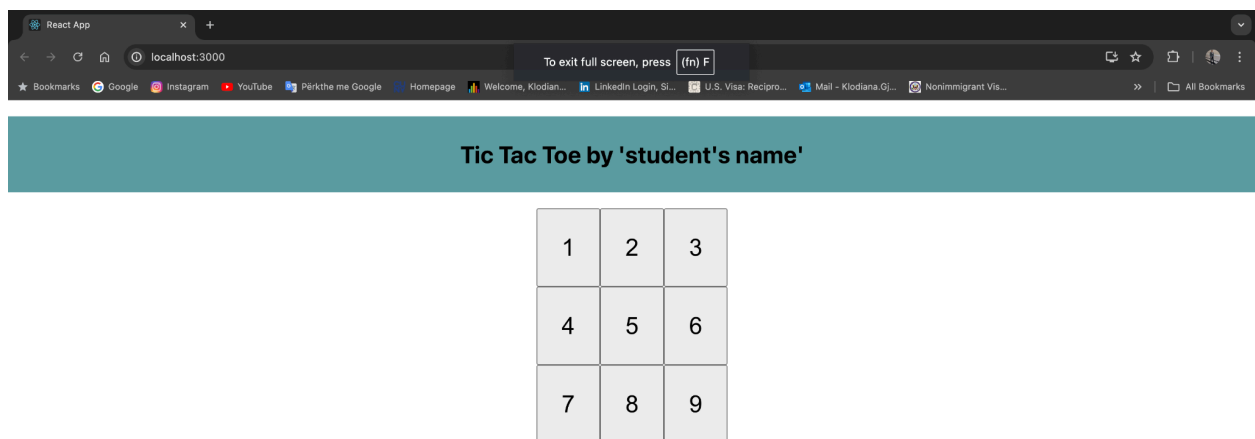 React App
localhost:3000
To exit full screen, press (fn) F
Bookmarks Google Instagram YouTube Përkthe me Google Homepage Welcome, Klodian... LinkedIn Login, Si... U.S. Visa: Recipro... Mail - Klodiana.Gj... Nonimmigrant Vis... » All Bookmarks
Tic Tac Toe by 'student's name'
1 2 3
4 5 6
7 8 9